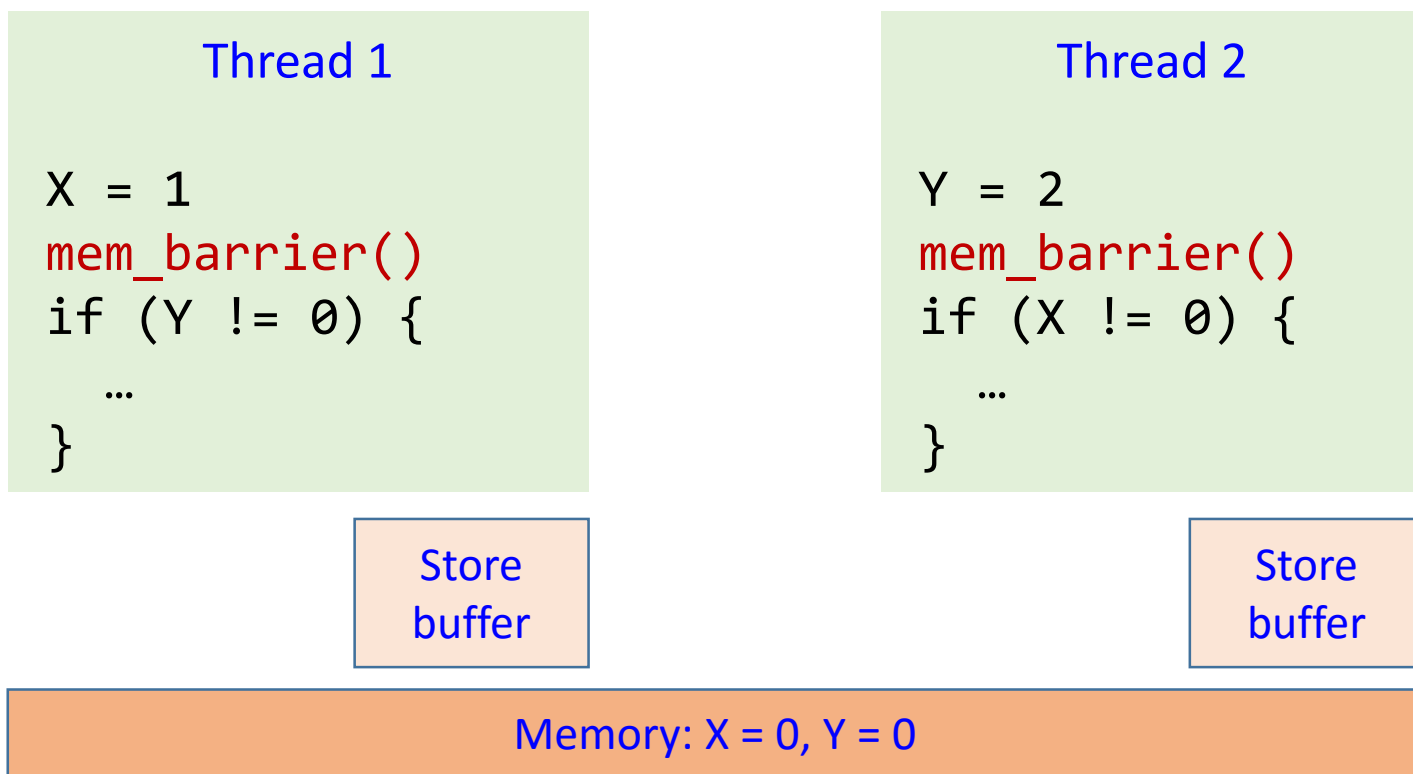 Thread 1
X = 1
mem_barrier()
if (Y != 0) {
…
}
Thread 2
Y = 2
mem_barrier()
if (X != 0) {
…
}
Store
buffer
Store
buffer
Memory: X = 0, Y = 0